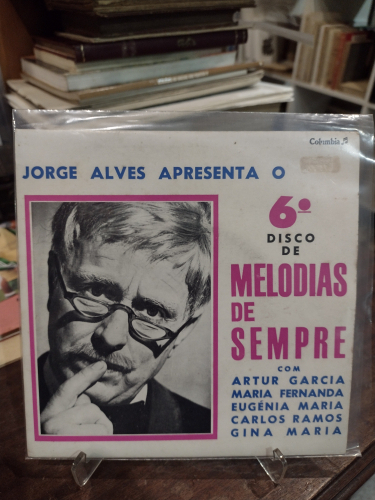 Columbia
JORGE ALVES APRESENTA O
6º
DISCO
DE
MELODIAS
DE
SEMPRE
COM
ARTUR GARCIA
MARIA FERNANDA
EUGÉNIA MARIA
CARLOS RAMOS
GINA MARIA